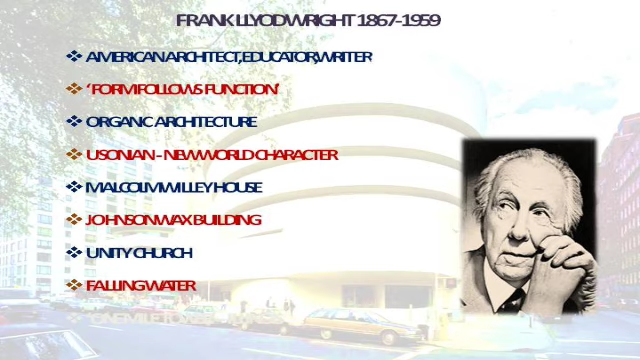 FRANK LLYOD WRIGHT 1867-1959
AMERICAN ARCHITECT,EDUCATOR,WRITER
‘FORM FOLLOWS FUNCTION’
ORGANIC ARCHITECTURE
USONIAN - NEW WORLD CHARACTER
MALCOLM WILLEY HOUSE
JOHNSON WAX BUILDING
UNITY CHURCH
FALLING WATER